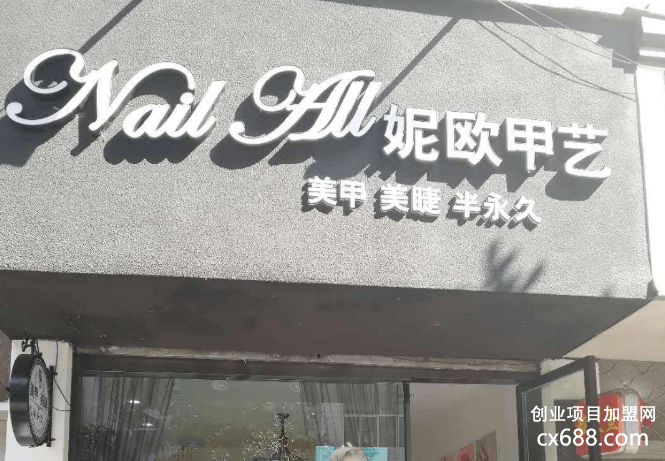 Nail All 妮欧甲艺
美甲 美睫 半永久
创业项目加盟网
cx688.com